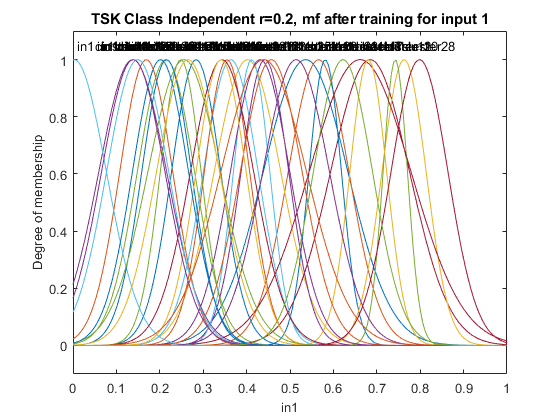 TSK Class Independent r=0.2, mf after training for input 1
1
0.8
0.6
0.4
0.2
0
Degree of membership
0 0.1 0.2 0.3 0.4 0.5 0.6 0.7 0.8 0.9 1
in1